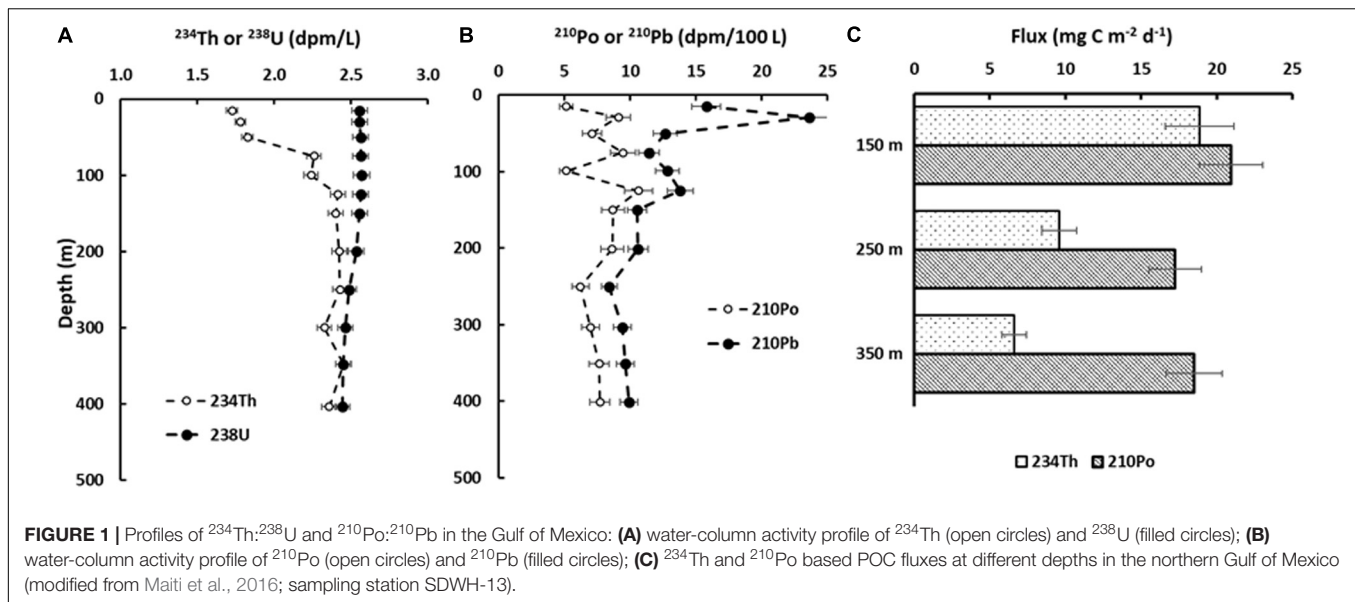 A
²³⁴Th or ²³⁸U (dpm/L)
1.0 1.5 2.0 2.5 3.0
Depth (m)
0
100
200
300
400
500
234Th
238U
B
²¹⁰Po or ²¹⁰Pb (dpm/100 L)
0 5 10 15 20 25
0
100
200
300
400
500
210Po
210Pb
C
Flux (mg C m⁻² d⁻¹)
0 5 10 15 20 25
150 m
250 m
350 m
234Th 210Po
FIGURE 1 | Profiles of ²³⁴Th:²³⁸U and ²¹⁰Po:²¹⁰Pb in the Gulf of Mexico: (A) water-column activity profile of ²³⁴Th (open circles) and ²³⁸U (filled circles); (B)
water-column activity profile of ²¹⁰Po (open circles) and ²¹⁰Pb (filled circles); (C) ²³⁴Th and ²¹⁰Po based POC fluxes at different depths in the northern Gulf of Mexico
(modified from Maiti et al., 2016; sampling station SDWH-13).